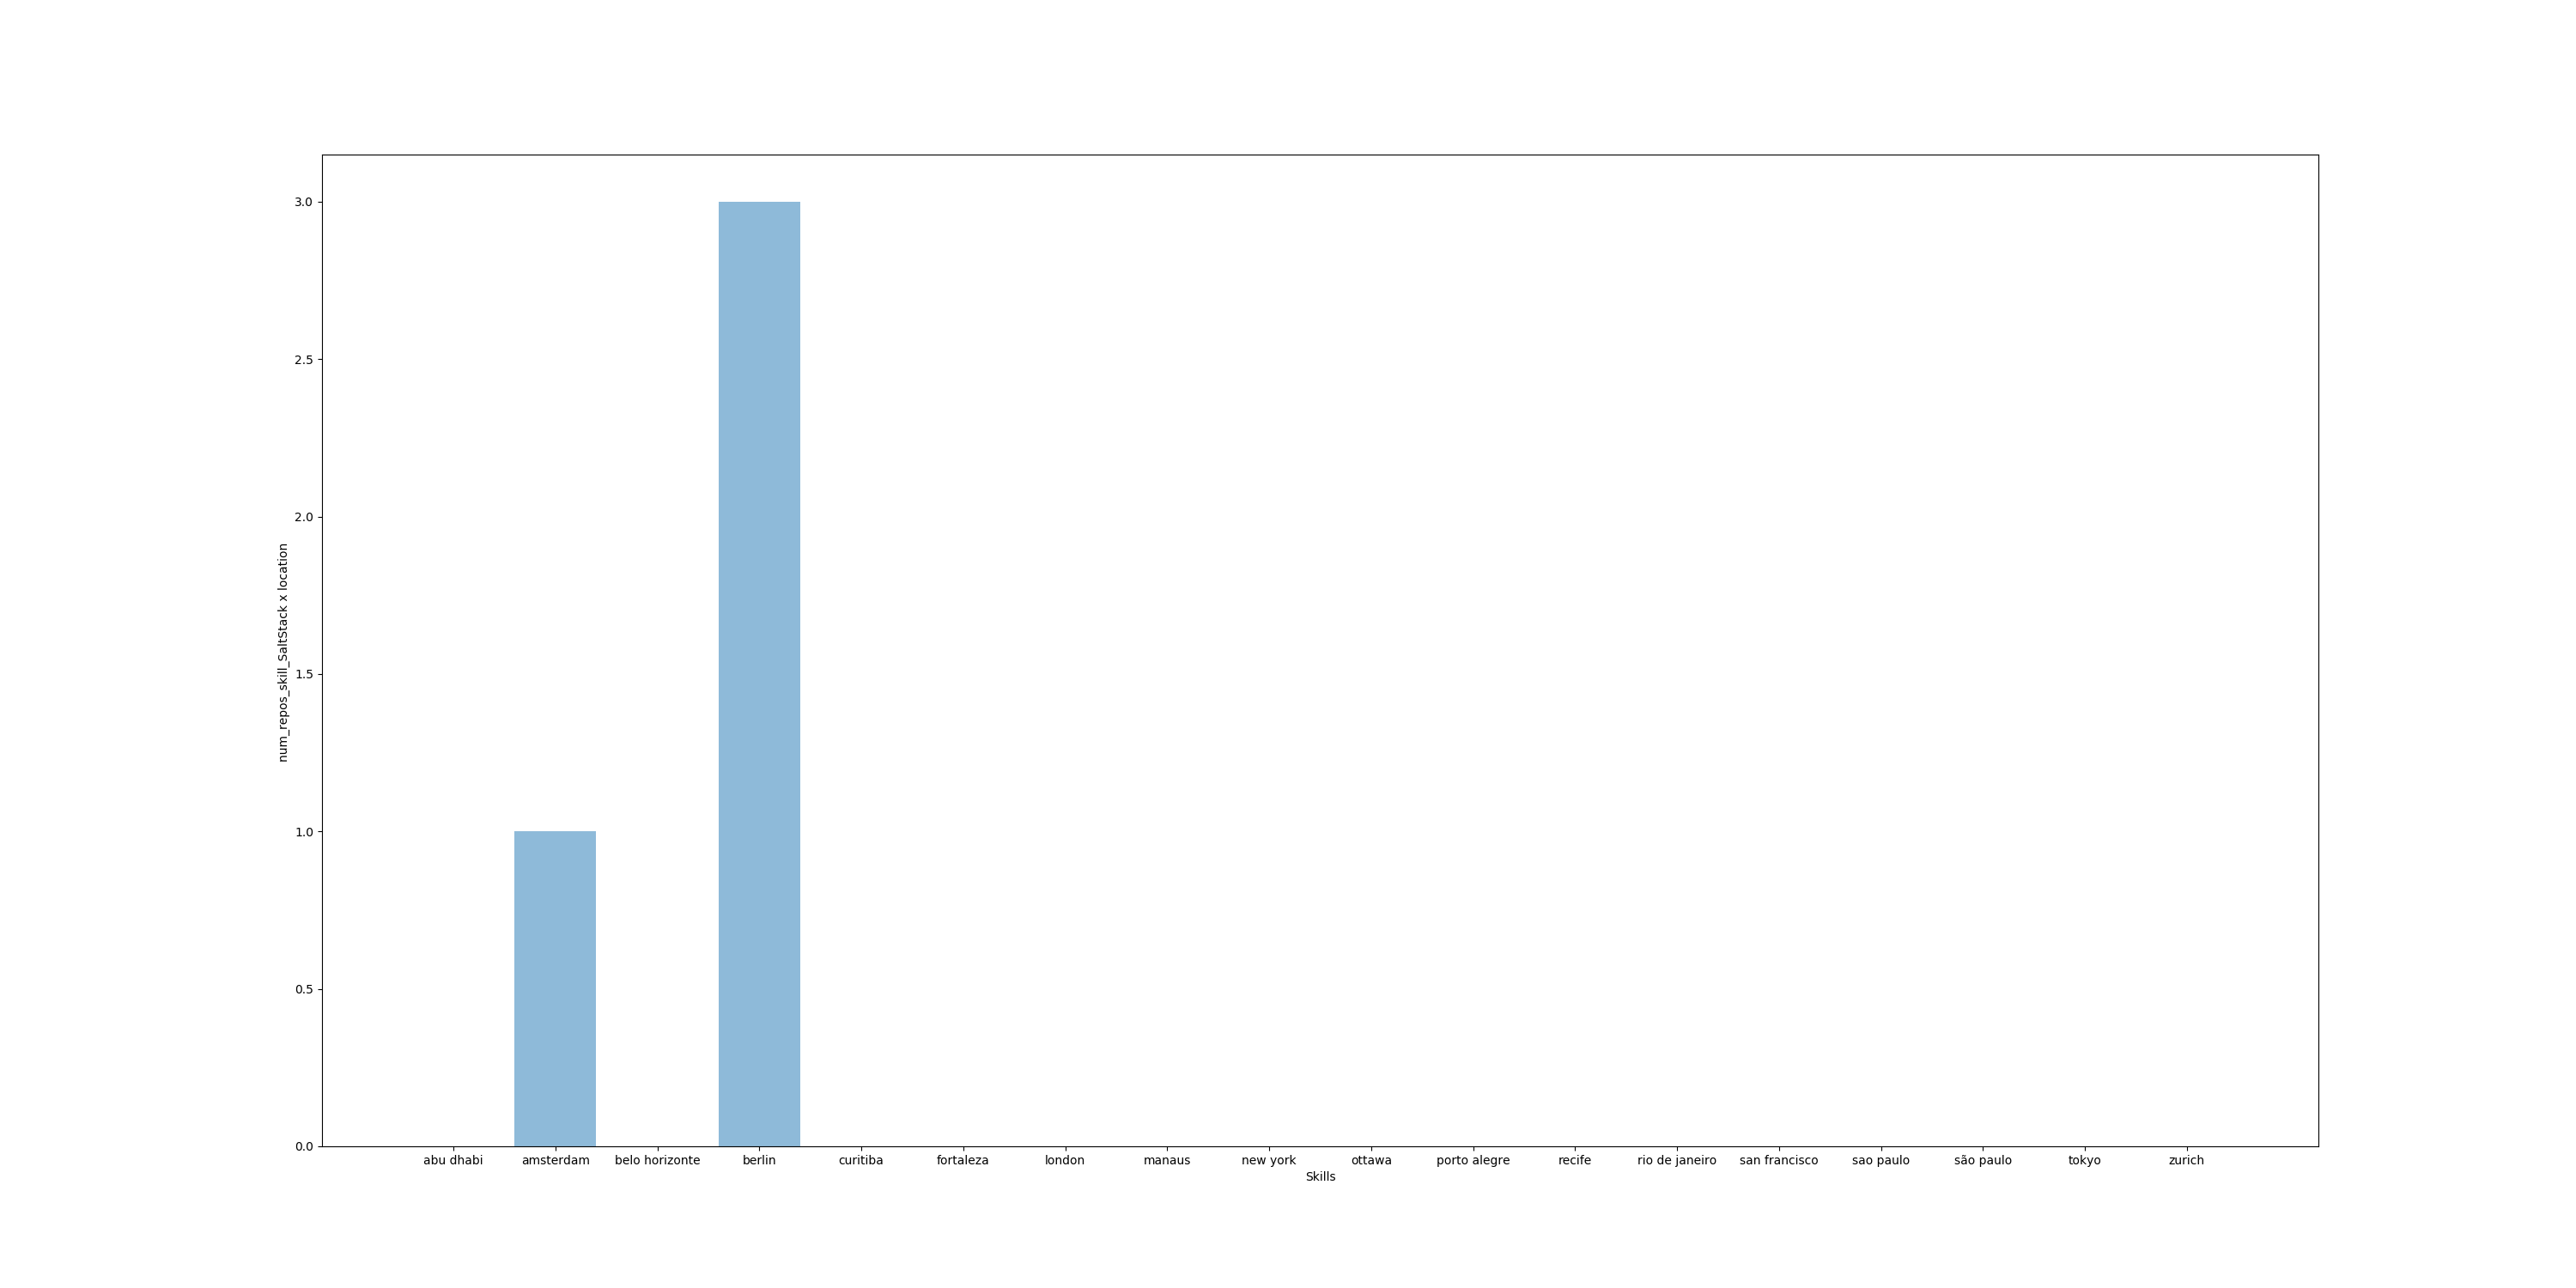 3.0
2.5
2.0
1.5
1.0
0.5
0.0
num_repos_skill_SaltStack x location
abu dhabi amsterdam belo horizonte berlin curitiba fortaleza london manaus new york ottawa porto alegre recife rio de janeiro san francisco sao paulo são paulo tokyo zurich
Skills